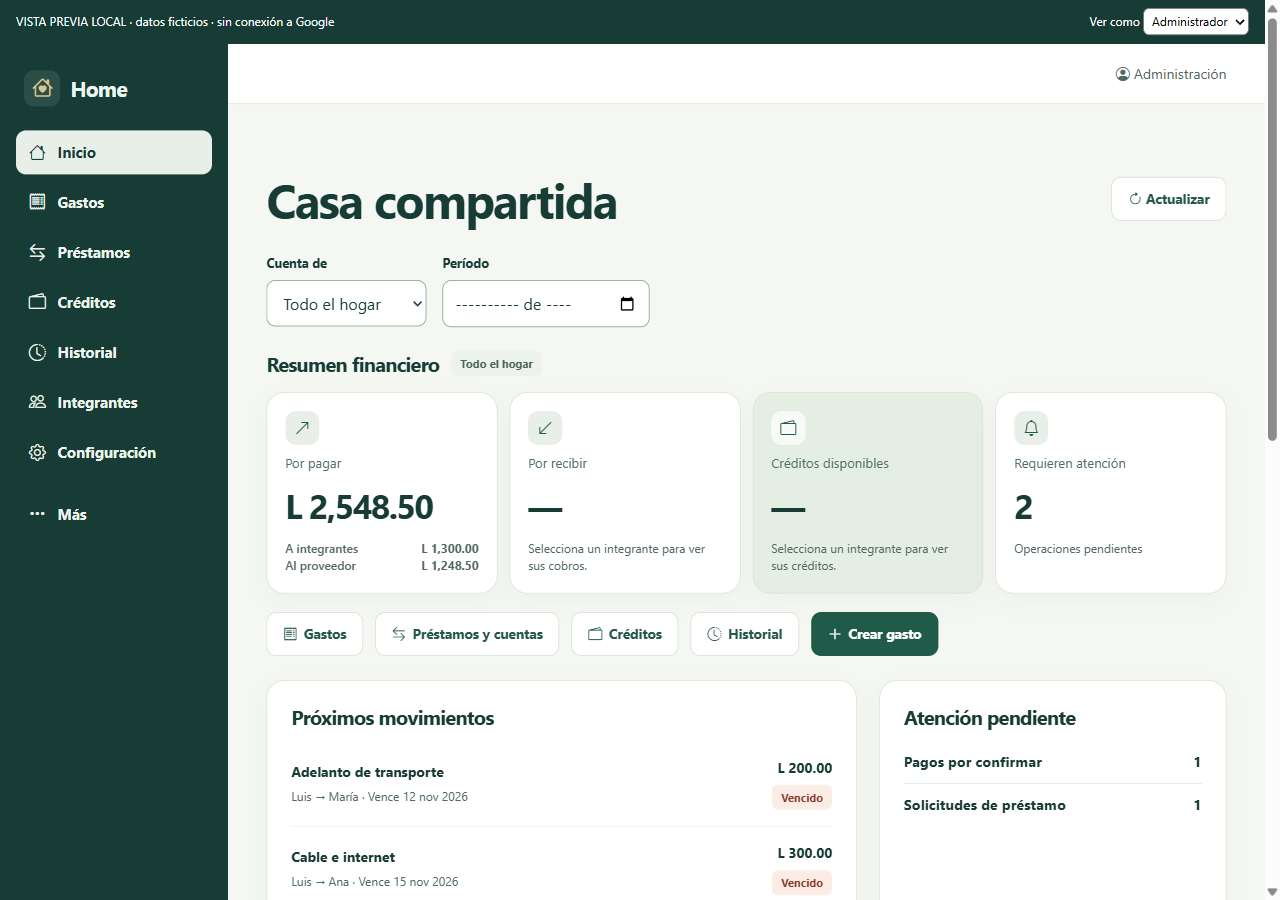 VISTA PREVIA LOCAL · datos ficticios · sin conexión a Google
Ver como Administrador
Home
Administración
Inicio
Gastos
Préstamos
Créditos
Historial
Integrantes
Configuración
Más
Casa compartida
Actualizar
Cuenta de
Período
Todo el hogar
---------- de ----
Resumen financiero
Todo el hogar
Por pagar
L 2,548.50
A integrantes L 1,300.00
Al proveedor L 1,248.50
Por recibir
—
Selecciona un integrante para ver
sus cobros.
Créditos disponibles
—
Selecciona un integrante para ver
sus créditos.
Requieren atención
2
Operaciones pendientes
Gastos
Préstamos y cuentas
Créditos
Historial
+ Crear gasto
Próximos movimientos
Adelanto de transporte
L 200.00
Luis → María · Vence 12 nov 2026
Vencido
Cable e internet
L 300.00
Luis → Ana · Vence 15 nov 2026
Vencido
Atención pendiente
Pagos por confirmar 1
Solicitudes de préstamo 1